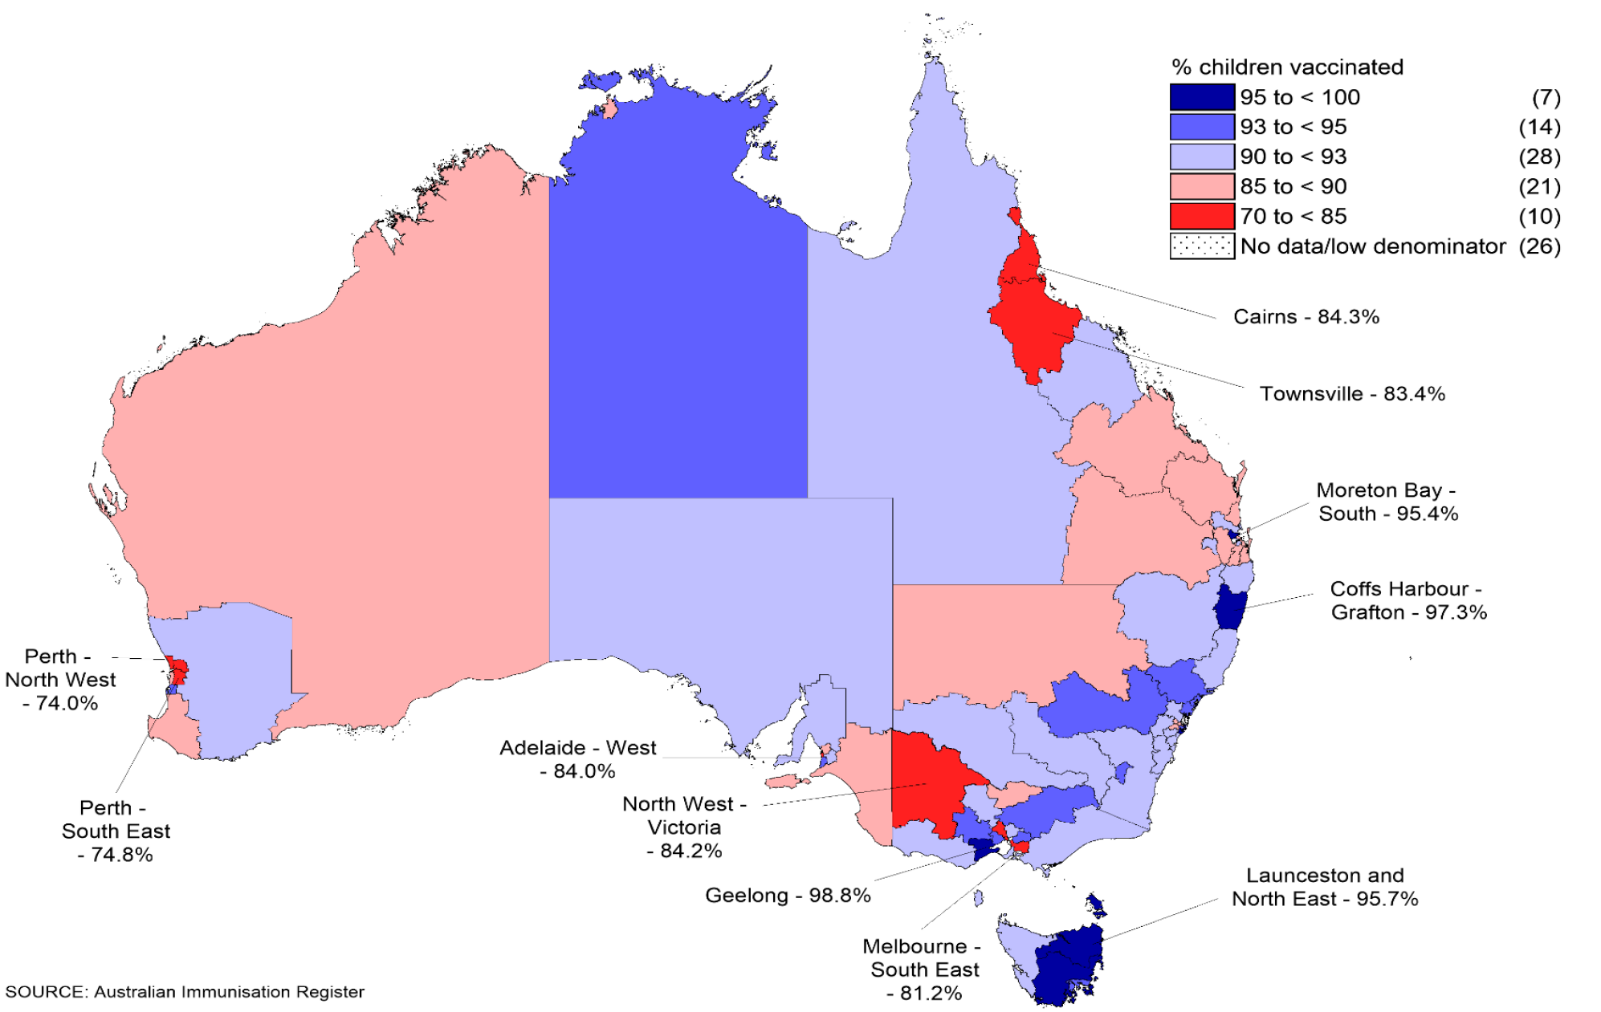 % children vaccinated
95 to < 100 (7)
93 to < 95 (14)
90 to < 93 (28)
85 to < 90 (21)
70 to < 85 (10)
No data/low denominator (26)
Cairns - 84.3%
Townsville - 83.4%
Moreton Bay -
South - 95.4%
Coffs Harbour -
Grafton - 97.3%
Perth -
North West
- 74.0%
Adelaide - West
- 84.0%
North West -
Victoria
- 84.2%
Perth -
South East
- 74.8%
Geelong - 98.8%
Launceston and
North East - 95.7%
Melbourne -
South East
- 81.2%
SOURCE: Australian Immunisation Register